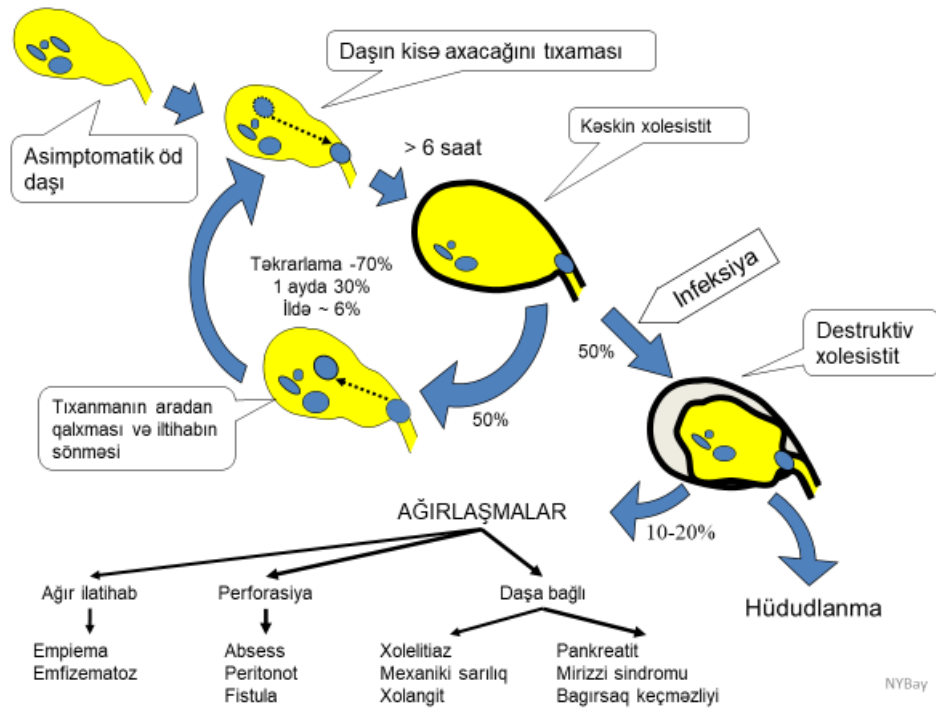 Daşın kisə axacağını tıxaması
Asimptomatik öd
daşı
> 6 saat
Kəskin xolesistit
Təkrarlama -70%
1 ayda 30%
İldə ~ 6%
İnfeksiya
50%
Destruktiv
xolesistit
Tıxanmanın aradan
qalxması və iltihabın
sönməsi
50%
AĞIRLAŞMALAR
10-20%
Hüdudlanma
Ağır ilatihab
Perforasiya
Daşa bağlı
Empiema
Emfizematoz
Absess
Peritonot
Fistula
Xolelitiaz
Mexaniki sarılıq
Xolangit
Pankreatit
Mirizzi sindromu
Bagırsaq keçməzliyi
NYBay